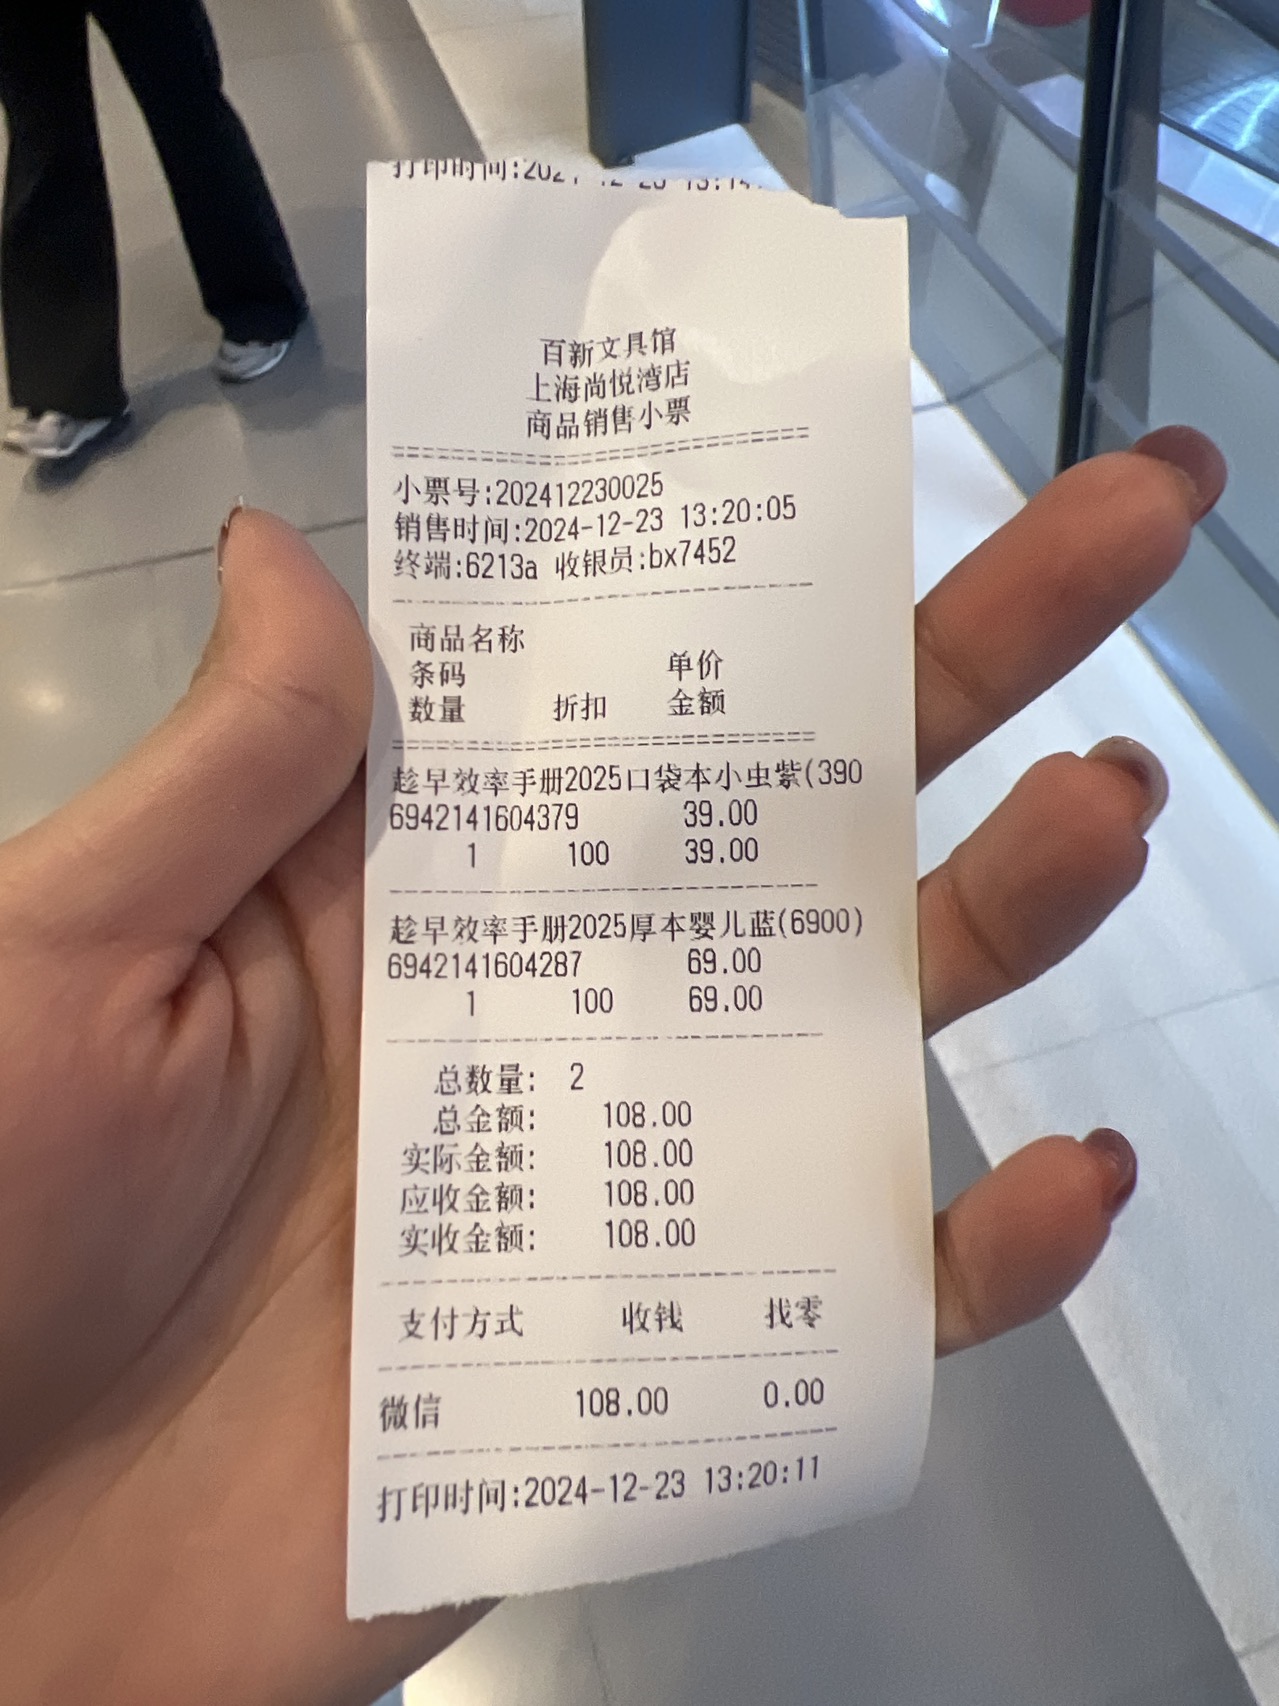 打印时间:202
百新文具馆
上海尚悦湾店
商品销售小票
小票号:202412230025
销售时间:2024-12-23 13:20:05
终端:6213a 收银员:bx7452
商品名称
条码 单价
数量 折扣 金额
趁早效率手册2025口袋本小虫紫(390
6942141604379 39.00
1 100 39.00
趁早效率手册2025厚本婴儿蓝(6900)
6942141604287 69.00
1 100 69.00
总数量: 2
总金额: 108.00
实际金额: 108.00
应收金额: 108.00
实收金额: 108.00
支付方式 收钱 找零
微信 108.00 0.00
打印时间:2024-12-23 13:20:11